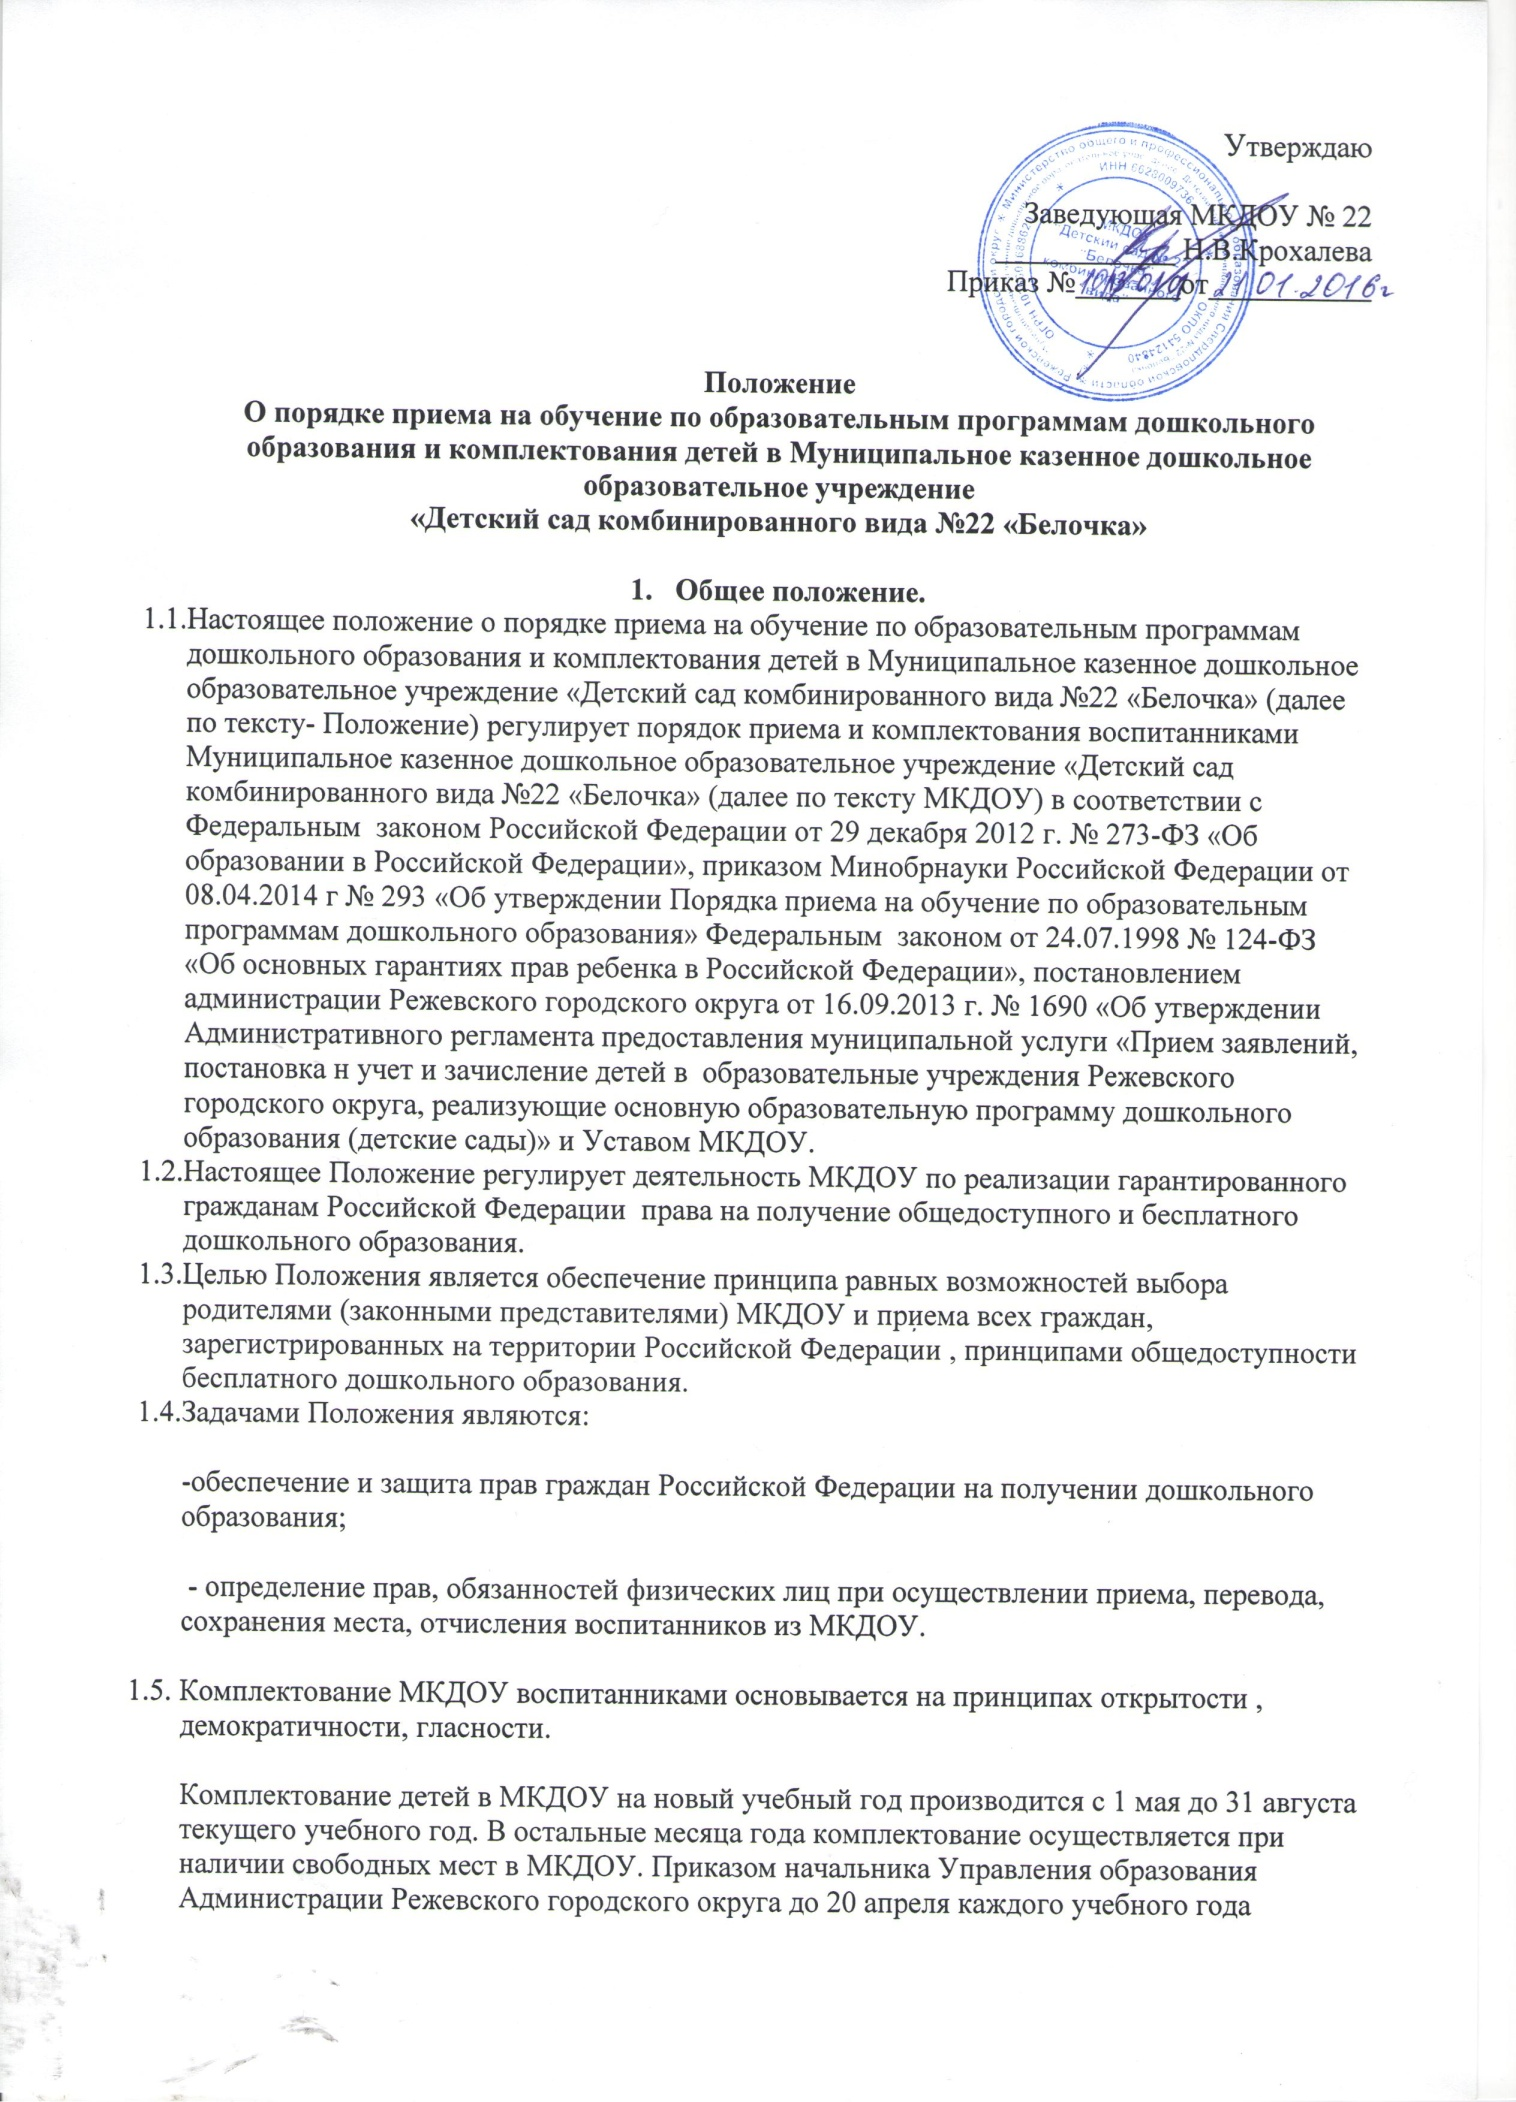 Утверждаю
Заведующая МКДОУ № 22
Н.В.Крохалева
Приказ № от 01.2016г
Положение
О порядке приема на обучение по образовательным программам дошкольного
образования и комплектования детей в Муниципальное казенное дошкольное
образовательное учреждение
«Детский сад комбинированного вида №22 «Белочка»
1. Общее положение.
1.1.Настоящее положение о порядке приема на обучение по образовательным программам
дошкольного образования и комплектования детей в Муниципальное казенное дошкольное
образовательное учреждение «Детский сад комбинированного вида №22 «Белочка» (далее
по тексту- Положение) регулирует порядок приема и комплектования воспитанниками
Муниципальное казенное дошкольное образовательное учреждение «Детский сад
комбинированного вида №22 «Белочка» (далее по тексту МКДОУ) в соответствии с
Федеральным законом Российской Федерации от 29 декабря 2012 г. № 273-ФЗ «Об
образовании в Российской Федерации», приказом Минобрнауки Российской Федерации от
08.04.2014 г № 293 «Об утверждении Порядка приема на обучение по образовательным
программам дошкольного образования» Федеральным законом от 24.07.1998 № 124-ФЗ
«Об основных гарантиях прав ребенка в Российской Федерации», постановлением
администрации Режевского городского округа от 16.09.2013 г. № 1690 «Об утверждении
Административного регламента предоставления муниципальной услуги «Прием заявлений,
постановка н учет и зачисление детей в образовательные учреждения Режевского
городского округа, реализующие основную образовательную программу дошкольного
образования (детские сады)» и Уставом МКДОУ.
1.2.Настоящее Положение регулирует деятельность МКДОУ по реализации гарантированного
гражданам Российской Федерации права на получение общедоступного и бесплатного
дошкольного образования.
1.3.Целью Положения является обеспечение принципа равных возможностей выбора
родителями (законными представителями) МКДОУ и приема всех граждан,
зарегистрированных на территории Российской Федерации , принципами общедоступности
бесплатного дошкольного образования.
1.4.Задачами Положения являются:
-обеспечение и защита прав граждан Российской Федерации на получении дошкольного
образования;
- определение прав, обязанностей физических лиц при осуществлении приема, перевода,
сохранения места, отчисления воспитанников из МКДОУ.
1.5. Комплектование МКДОУ воспитанниками основывается на принципах открытости ,
демократичности, гласности.
Комплектование детей в МКДОУ на новый учебный год производится с 1 мая до 31 августа
текущего учебного год. В остальные месяца года комплектование осуществляется при
наличии свободных мест в МКДОУ. Приказом начальника Управления образования
Администрации Режевского городского округа до 20 апреля каждого учебного года